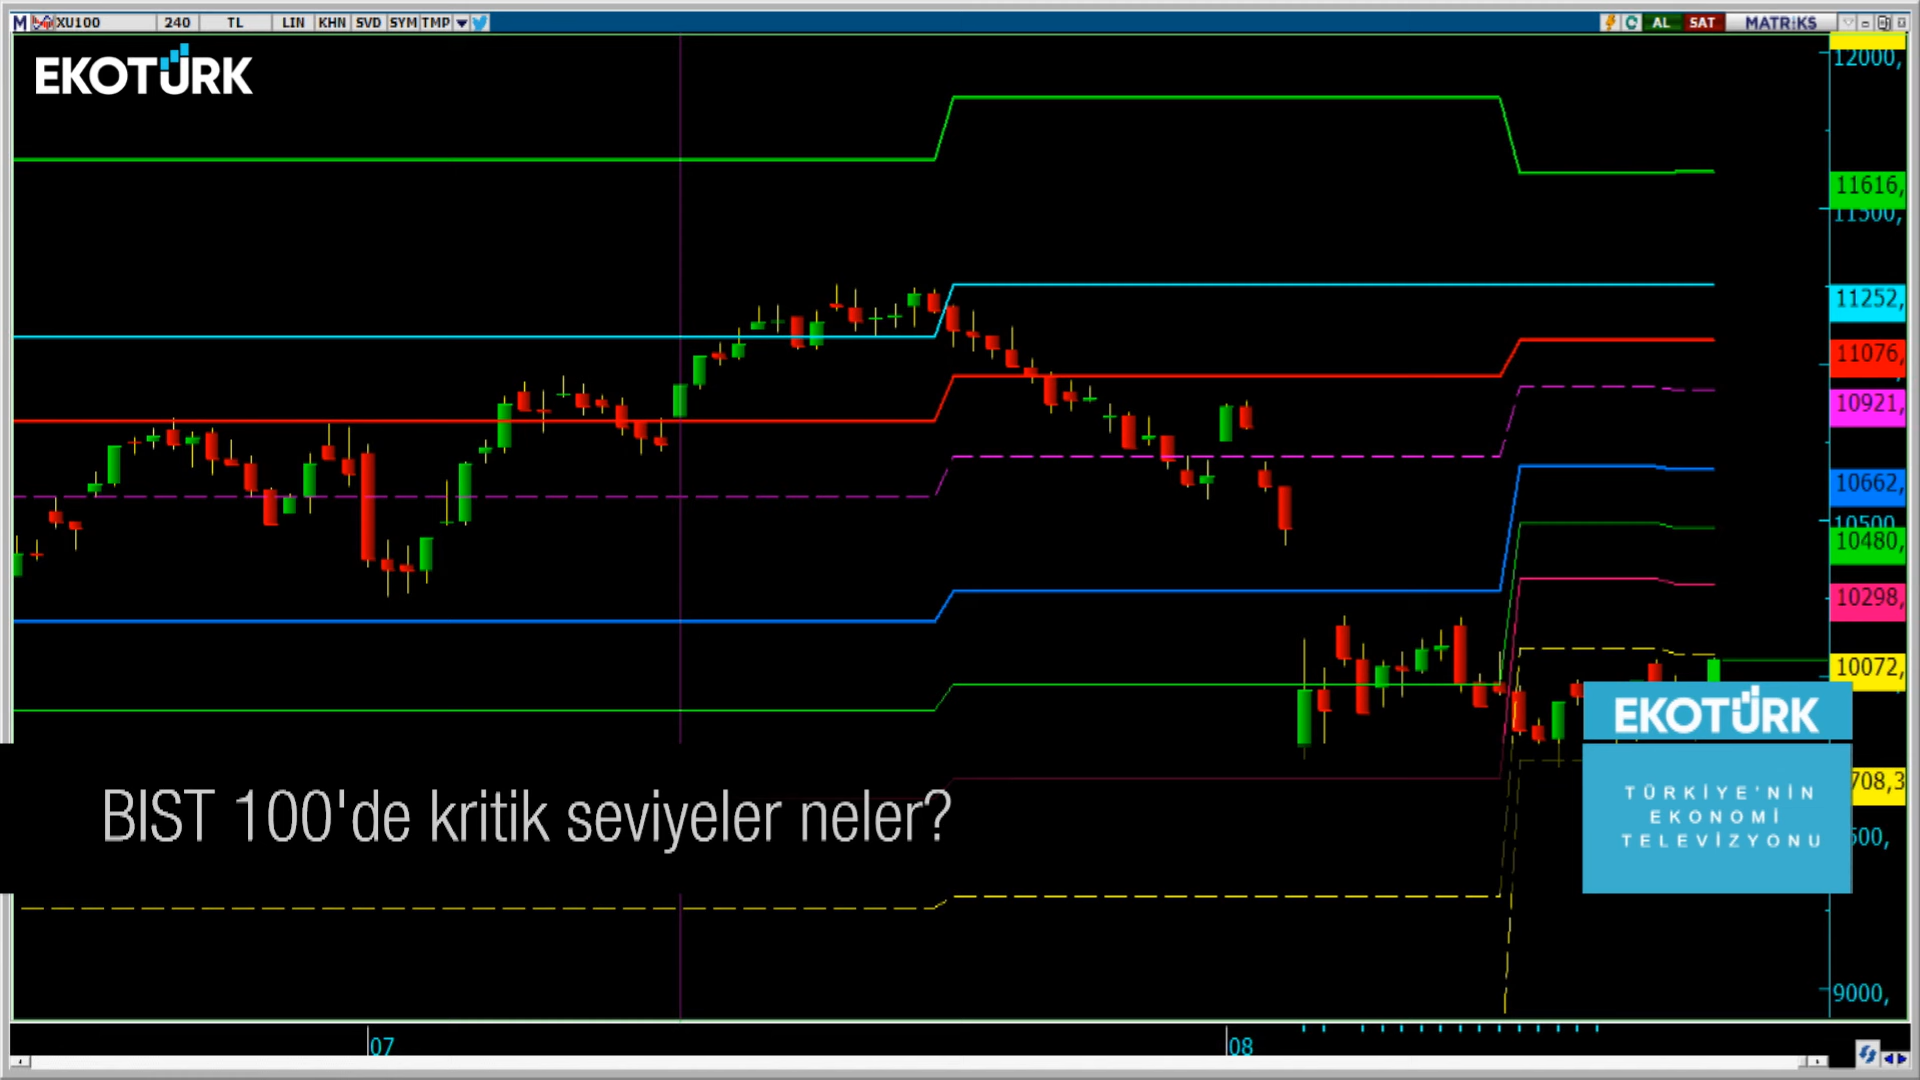 M XU100 240 TL LIN KHN SVD SYM TMP
AL SAT MATRİKS
EKOTÜRK
12000,
11616,
11500,
11252,
11076,
10921,
10662,
10500,
10480,
10298,
10072,
EKOTÜRK
708,3
TÜRKİYE'NİN
EKONOMİ
TELEVİZYONU
BIST 100'de kritik seviyeler neler?
500,
9000,
07
08